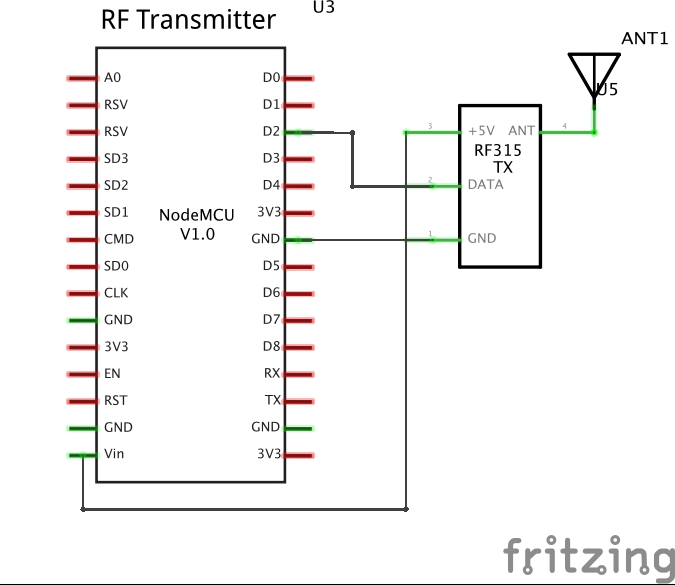 RF Transmitter
U3
A0
RSV
RSV
SD3
SD2
SD1
CMD
SD0
CLK
GND
3V3
EN
RST
GND
Vin
NodeMCU
V1.0
D0
D1
D2
D3
D4
3V3
GND
D5
D6
D7
D8
RX
TX
GND
3V3
ANT1
U5
3
+5V
ANT
4
RF315
TX
2
DATA
1
GND
fritzing